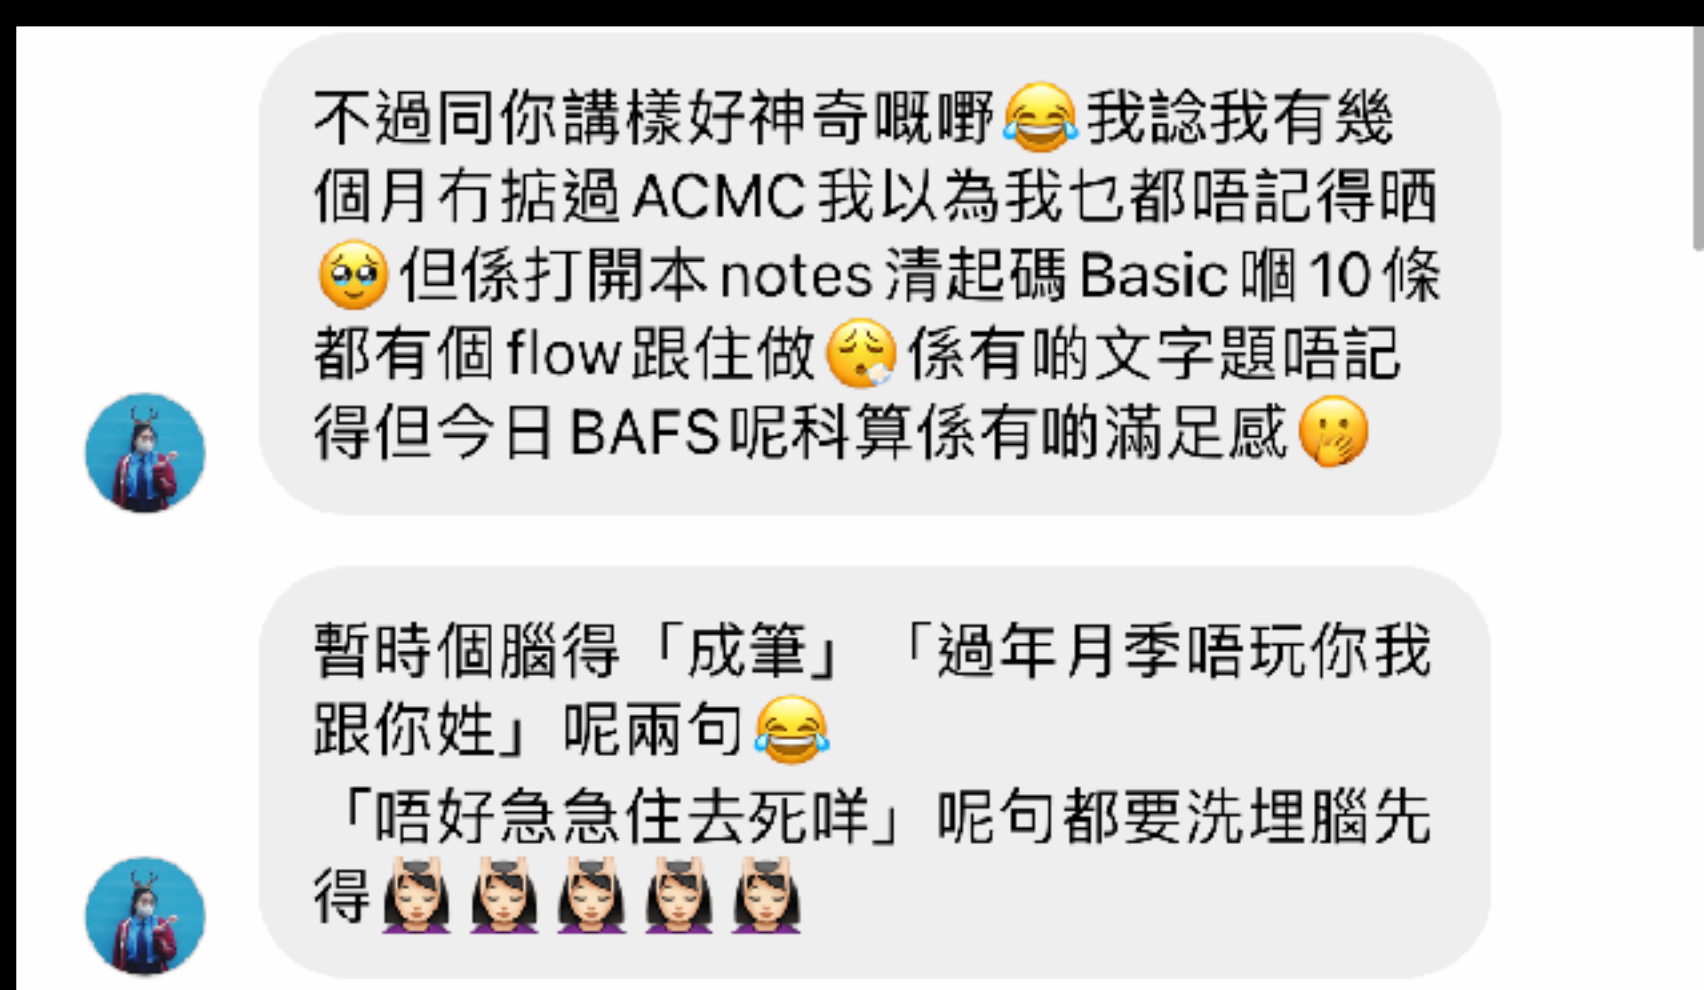 不過同你講樣好神奇嘅嘢😂我諗我有幾
個月冇掂過ACMC我以為我乜都唔記得晒
🥹但係打開本notes清起碼Basic嗰10條
都有個flow跟住做😮‍💨係有啲文字題唔記
得但今日BAFS呢科算係有啲滿足感🫢
暫時個腦得「成筆」「過年月季唔玩你我
跟你姓」呢兩句😂
「唔好急急住去死咩」呢句都要洗埋腦先
得💆🏻‍♀️💆🏻‍♀️💆🏻‍♀️💆🏻‍♀️💆🏻‍♀️